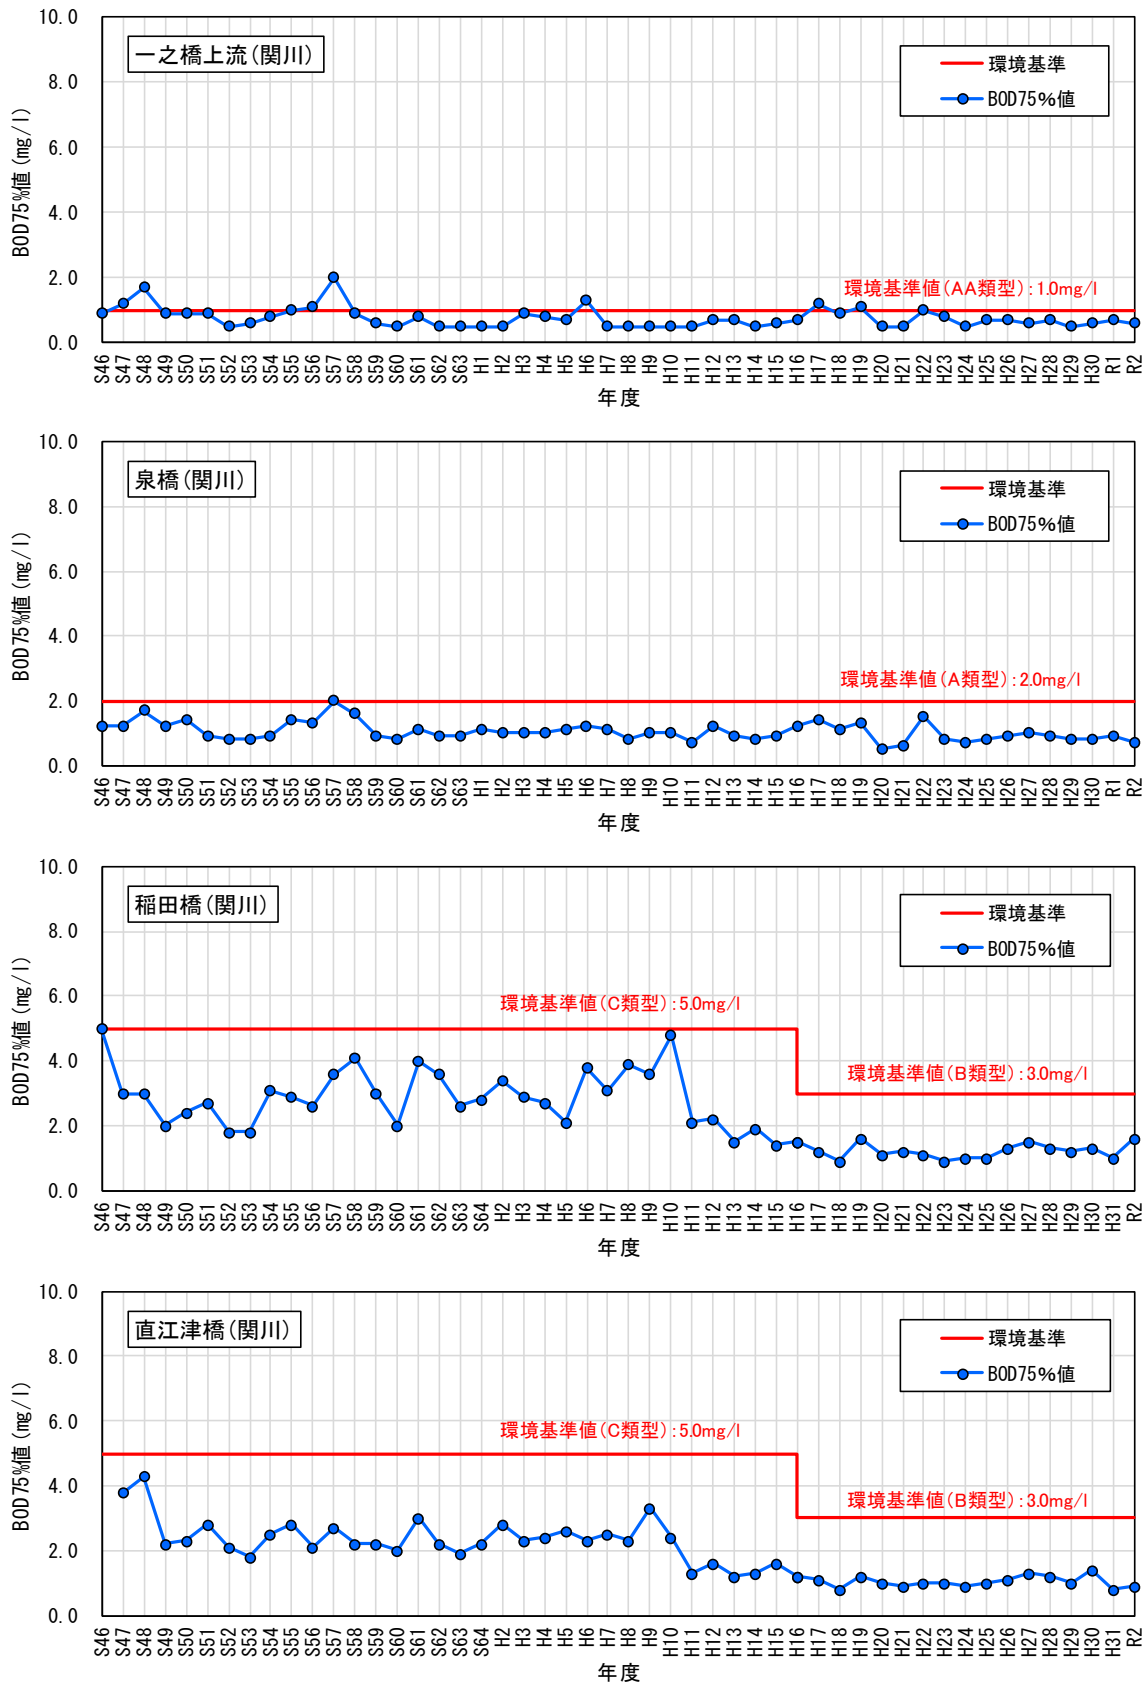 一之橋上流(関川)
環境基準
BOD75%値
BOD75%値(mg/l)
10.0
8.0
6.0
4.0
2.0
0.0
環境基準値(AA類型):1.0mg/l
S46 S47 S48 S49 S50 S51 S52 S53 S54 S55 S56 S57 S58 S59 S60 S61 S62 S63 H1 H2 H3 H4 H5 H6 H7 H8 H9 H10 H11 H12 H13 H14 H15 H16 H17 H18 H19 H20 H21 H22 H23 H24 H25 H26 H27 H28 H29 H30 R1 R2
年度
泉橋(関川)
環境基準
BOD75%値
BOD75%値(mg/l)
10.0
8.0
6.0
4.0
2.0
0.0
環境基準値(A類型):2.0mg/l
S46 S47 S48 S49 S50 S51 S52 S53 S54 S55 S56 S57 S58 S59 S60 S61 S62 S63 H1 H2 H3 H4 H5 H6 H7 H8 H9 H10 H11 H12 H13 H14 H15 H16 H17 H18 H19 H20 H21 H22 H23 H24 H25 H26 H27 H28 H29 H30 R1 R2
年度
稲田橋(関川)
環境基準
BOD75%値
BOD75%値(mg/l)
10.0
8.0
6.0
4.0
2.0
0.0
環境基準値(C類型):5.0mg/l
環境基準値(B類型):3.0mg/l
S46 S47 S48 S49 S50 S51 S52 S53 S54 S55 S56 S57 S58 S59 S60 S61 S62 S63 S64 H2 H3 H4 H5 H6 H7 H8 H9 H10 H11 H12 H13 H14 H15 H16 H17 H18 H19 H20 H21 H22 H23 H24 H25 H26 H27 H28 H29 H30 H31 R2
年度
直江津橋(関川)
環境基準
BOD75%値
BOD75%値(mg/l)
10.0
8.0
6.0
4.0
2.0
0.0
環境基準値(C類型):5.0mg/l
環境基準値(B類型):3.0mg/l
S46 S47 S48 S49 S50 S51 S52 S53 S54 S55 S56 S57 S58 S59 S60 S61 S62 S63 S64 H2 H3 H4 H5 H6 H7 H8 H9 H10 H11 H12 H13 H14 H15 H16 H17 H18 H19 H20 H21 H22 H23 H24 H25 H26 H27 H28 H29 H30 H31 R2
年度